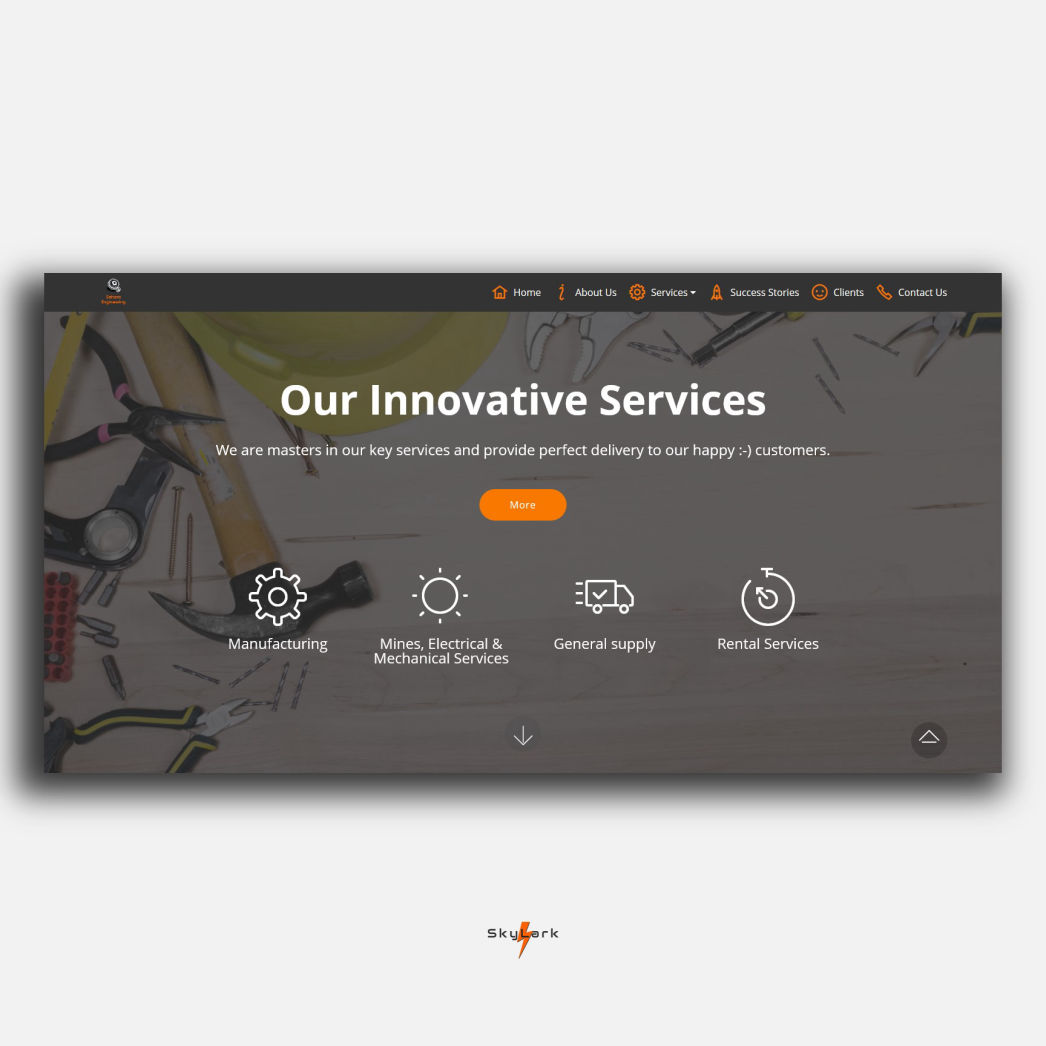 Engineering
Home
About Us
Services
Success Stories
Clients
Contact Us
Our Innovative Services
We are masters in our key services and provide perfect delivery to our happy :-) customers.
More
Manufacturing
Mines, Electrical &
Mechanical Services
General supply
Rental Services
SkyLark